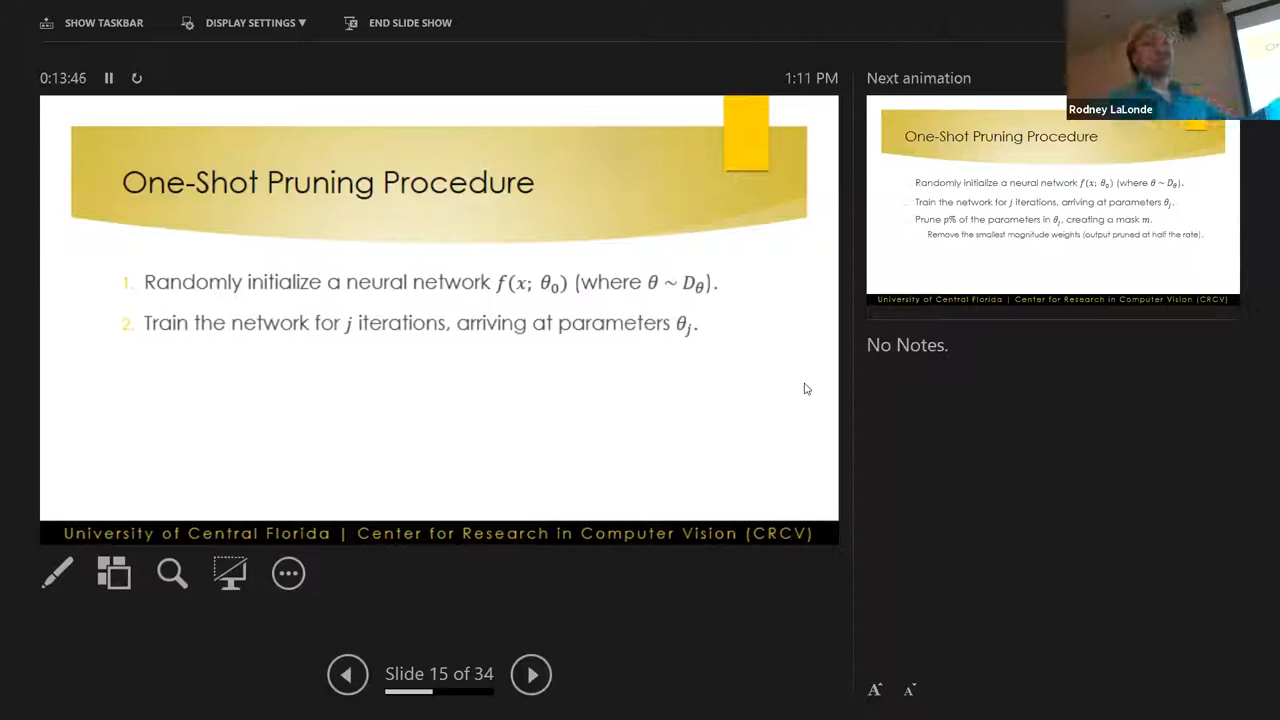 SHOW TASKBAR
DISPLAY SETTINGS ▼
END SLIDE SHOW
0:13:46
1:11 PM
One-Shot Pruning Procedure
1. Randomly initialize a neural network f(x; θ₀) (where θ ~ D_θ).
2. Train the network for j iterations, arriving at parameters θ_j.
University of Central Florida | Center for Research in Computer Vision (CRCV)
Slide 15 of 34
Next animation
Rodney LaLonde
One-Shot Pruning Procedure
Randomly initialize a neural network f(x; θ₀) (where θ ~ D_θ).
Train the network for j iterations, arriving at parameters θ_j.
Prune p% of the parameters in θ_j, creating a mask m.
Remove the smallest magnitude weights (output pruned at half the rate).
University of Central Florida | Center for Research in Computer Vision (CRCV)
No Notes.
A A